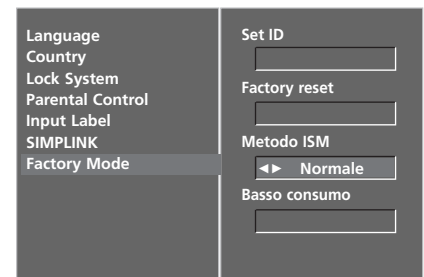 Language
Country
Lock System
Parental Control
Input Label
SIMPLINK
Factory Mode
Set ID
Factory reset
Metodo ISM
◄► Normale
Basso consumo